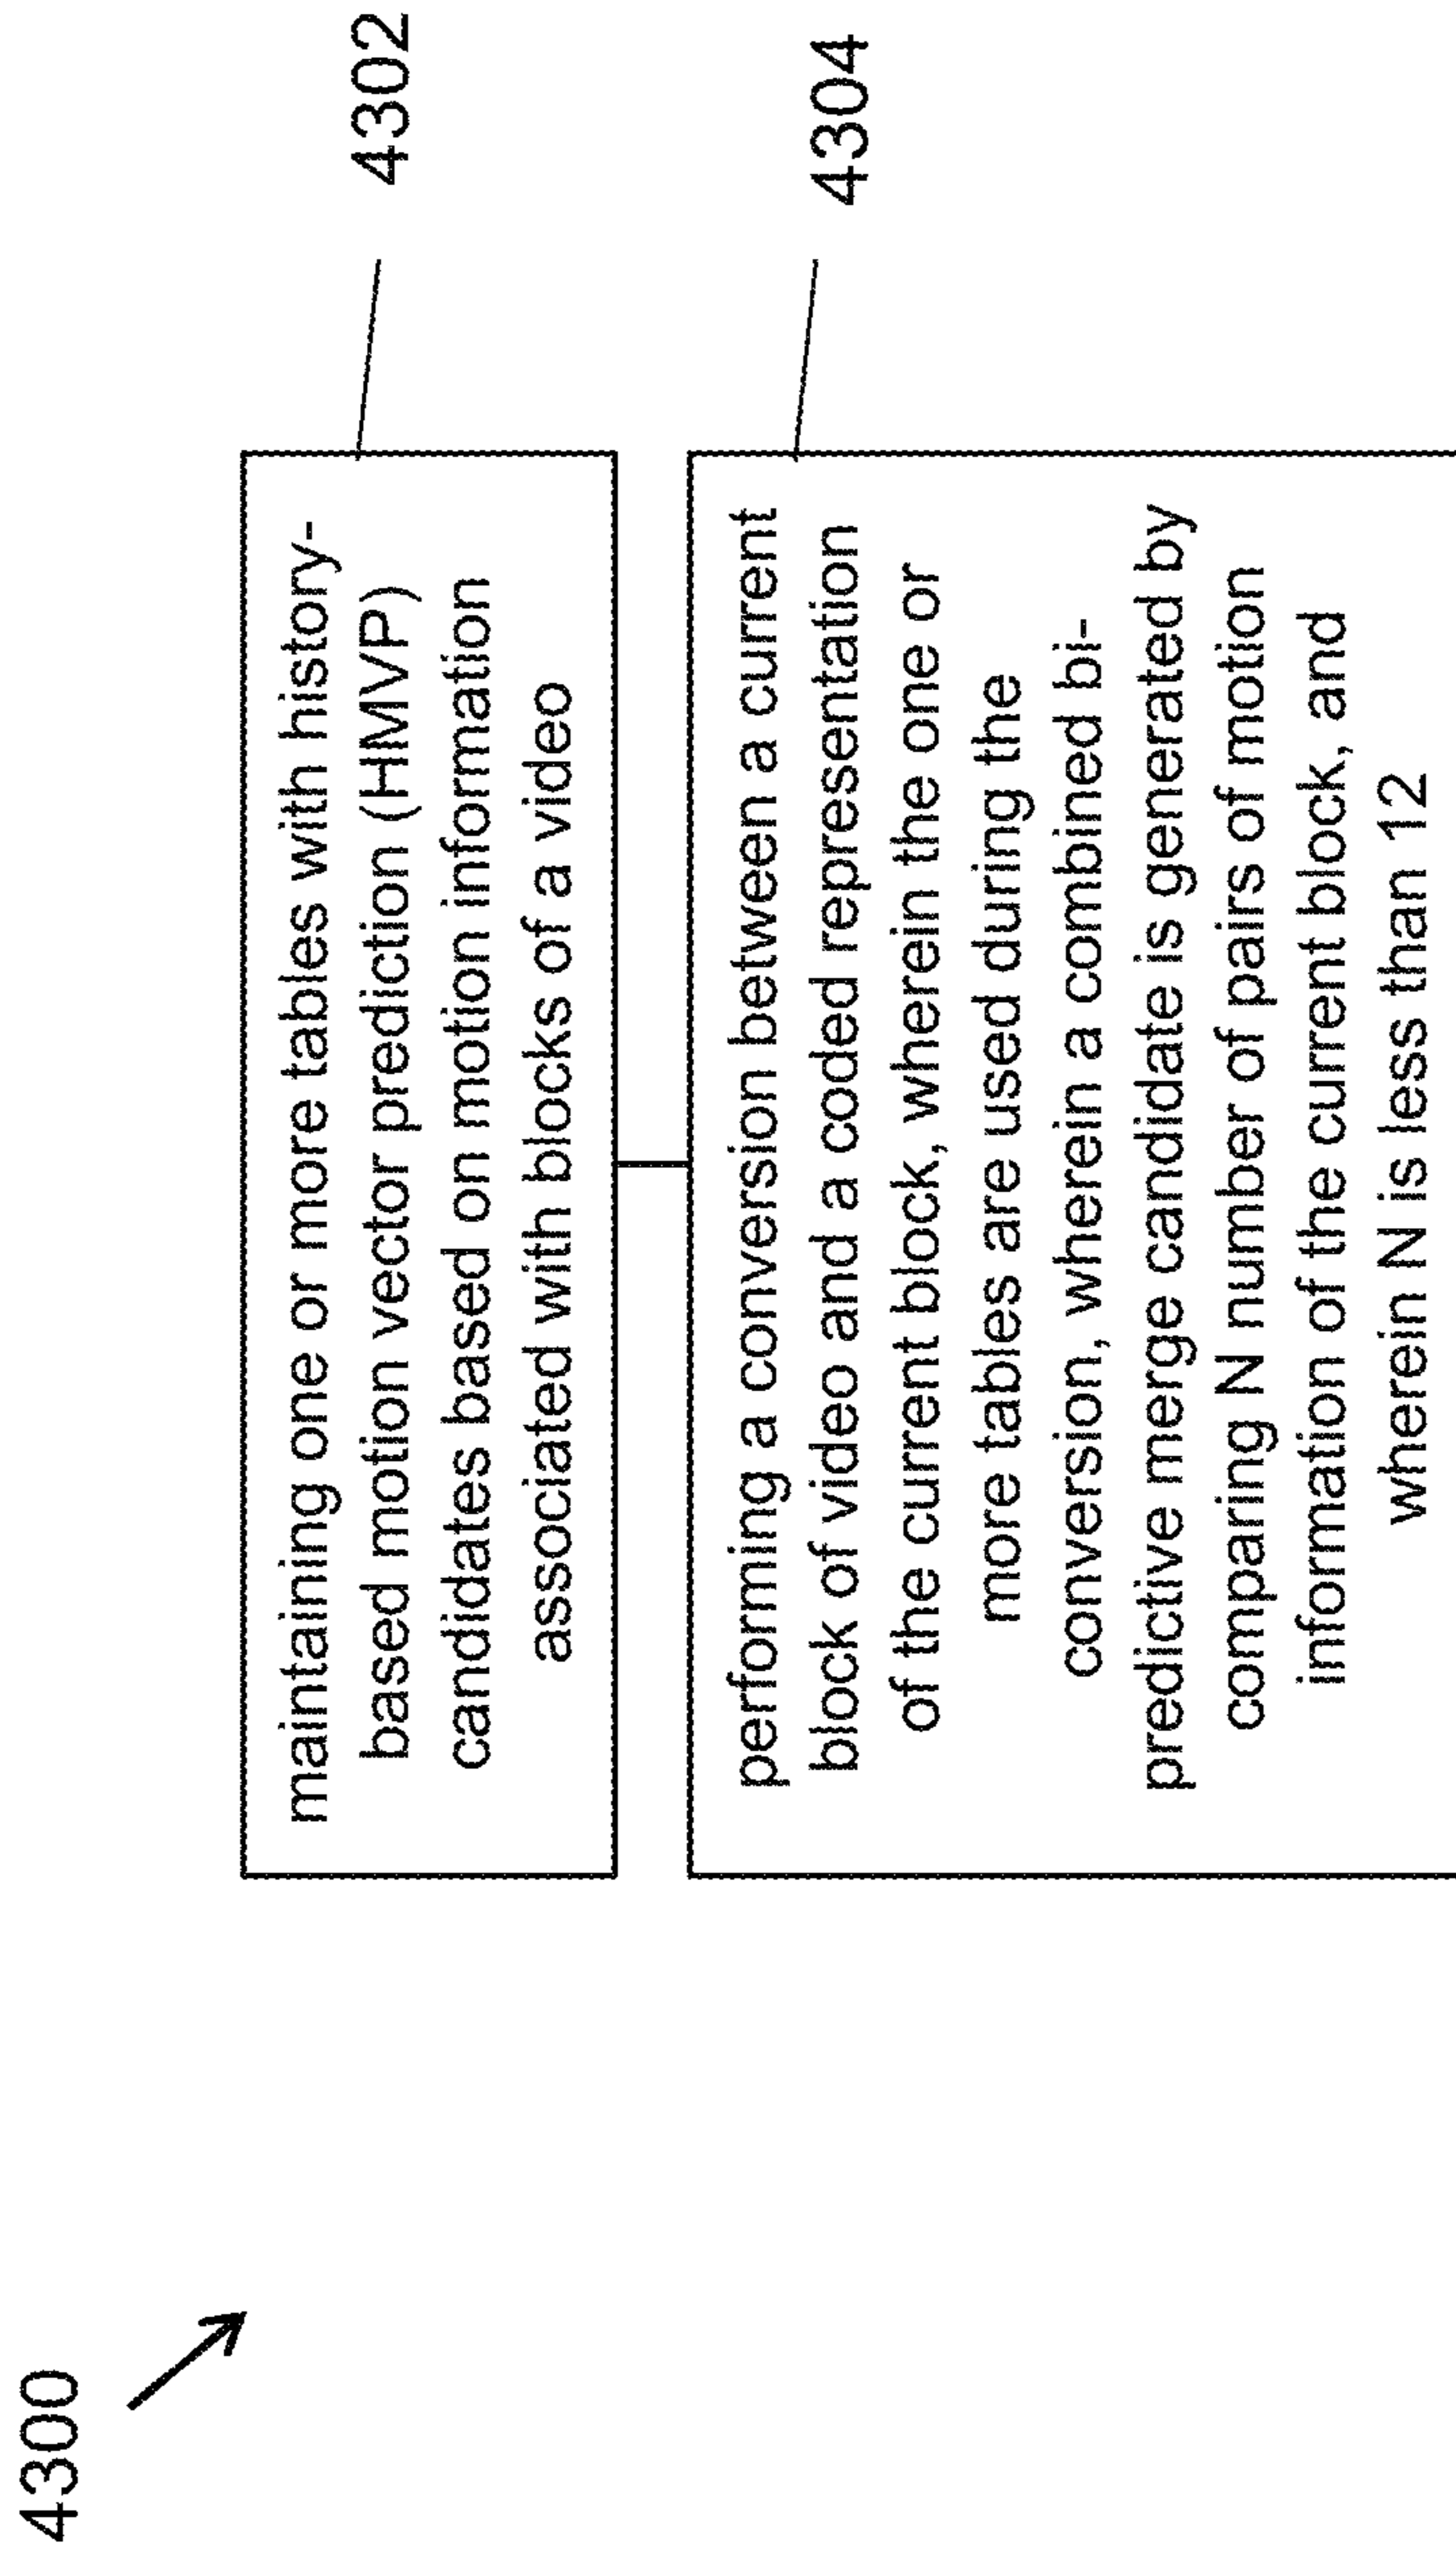 4300
maintaining one or more tables with history-
based motion vector prediction (HMVP)
candidates based on motion information
associated with blocks of a video
4302
performing a conversion between a current
block of video and a coded representation
of the current block, wherein the one or
more tables are used during the
conversion, wherein a combined bi-
predictive merge candidate is generated by
comparing N number of pairs of motion
information of the current block, and
wherein N is less than 12
4304